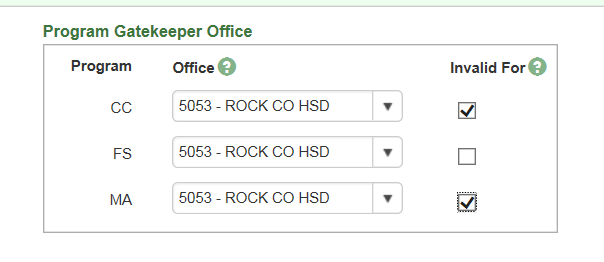 Program Gatekeeper Office
Program Office ? Invalid For ?
CC 5053 - ROCK CO HSD
FS 5053 - ROCK CO HSD
MA 5053 - ROCK CO HSD